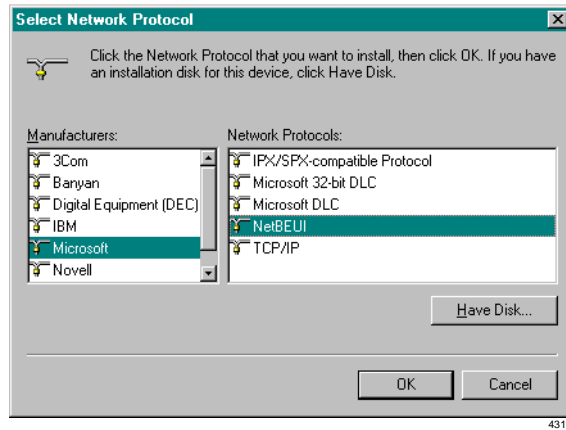 Select Network Protocol
Click the Network Protocol that you want to install, then click OK. If you have
an installation disk for this device, click Have Disk.
Manufacturers:
3Com
Banyan
Digital Equipment (DEC)
IBM
Microsoft
Novell
Network Protocols:
IPX/SPX-compatible Protocol
Microsoft 32-bit DLC
Microsoft DLC
NetBEUI
TCP/IP
Have Disk...
OK
Cancel
431